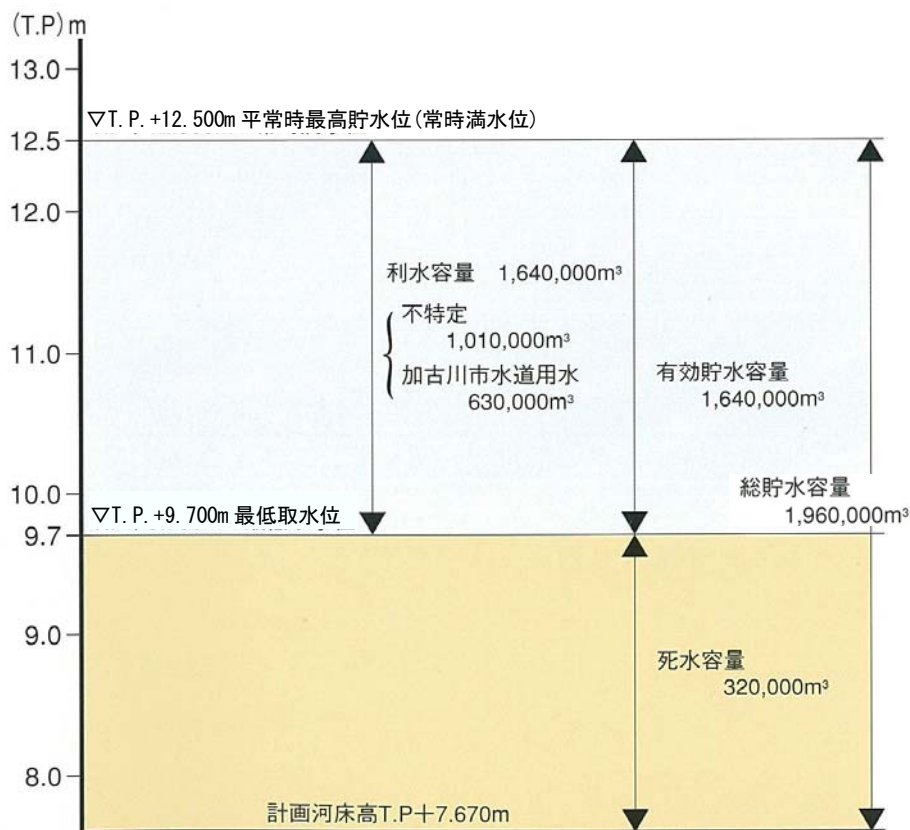 (T.P)m
13.0
▽T.P.+12.500m 平常時最高貯水位(常時満水位)
12.5
12.0
利水容量 1,640,000m³
不特定
1,010,000m³
11.0
加古川市水道用水
630,000m³
有効貯水容量
1,640,000m³
10.0
総貯水容量
1,960,000m³
▽T.P.+9.700m 最低取水位
9.7
9.0
死水容量
320,000m³
8.0
計画河床高T.P+7.670m